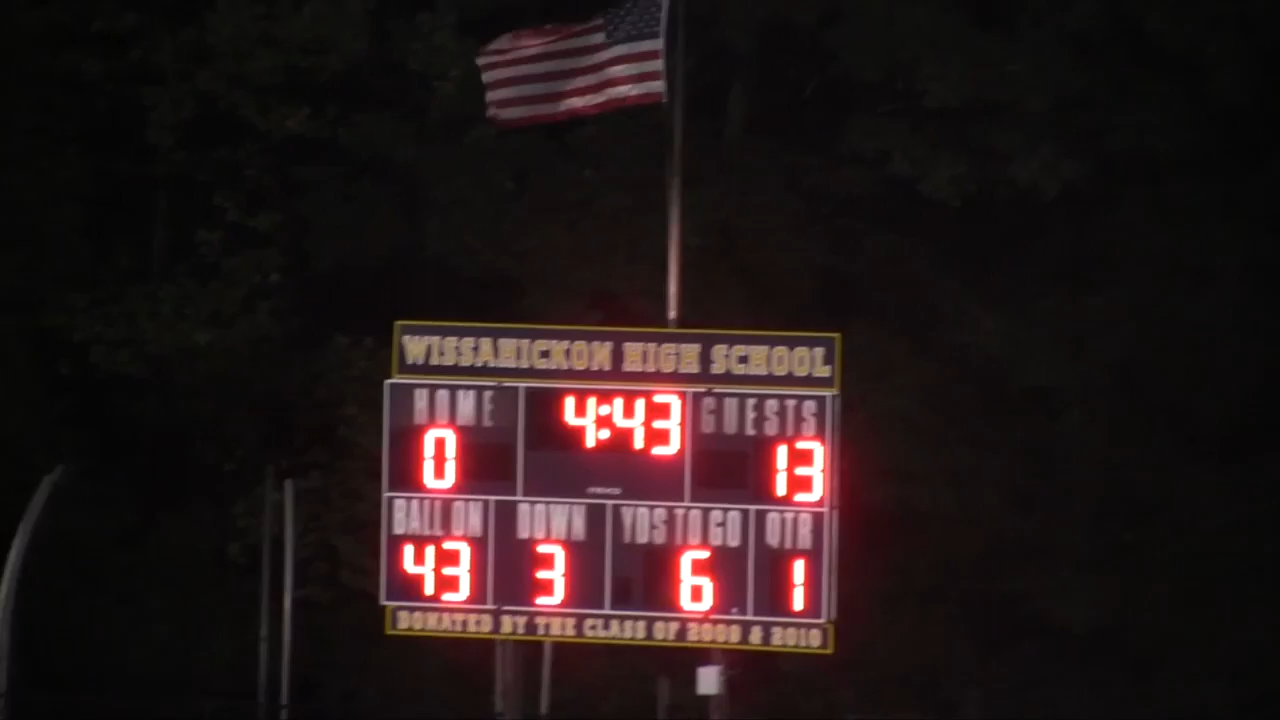 WISSAHICKON HIGH SCHOOL
HOME 4:43 GUESTS
0 13
BALL ON DOWN YDS TO GO QTR
43 3 6 1
DONATED BY THE CLASS OF 2009 & 2010